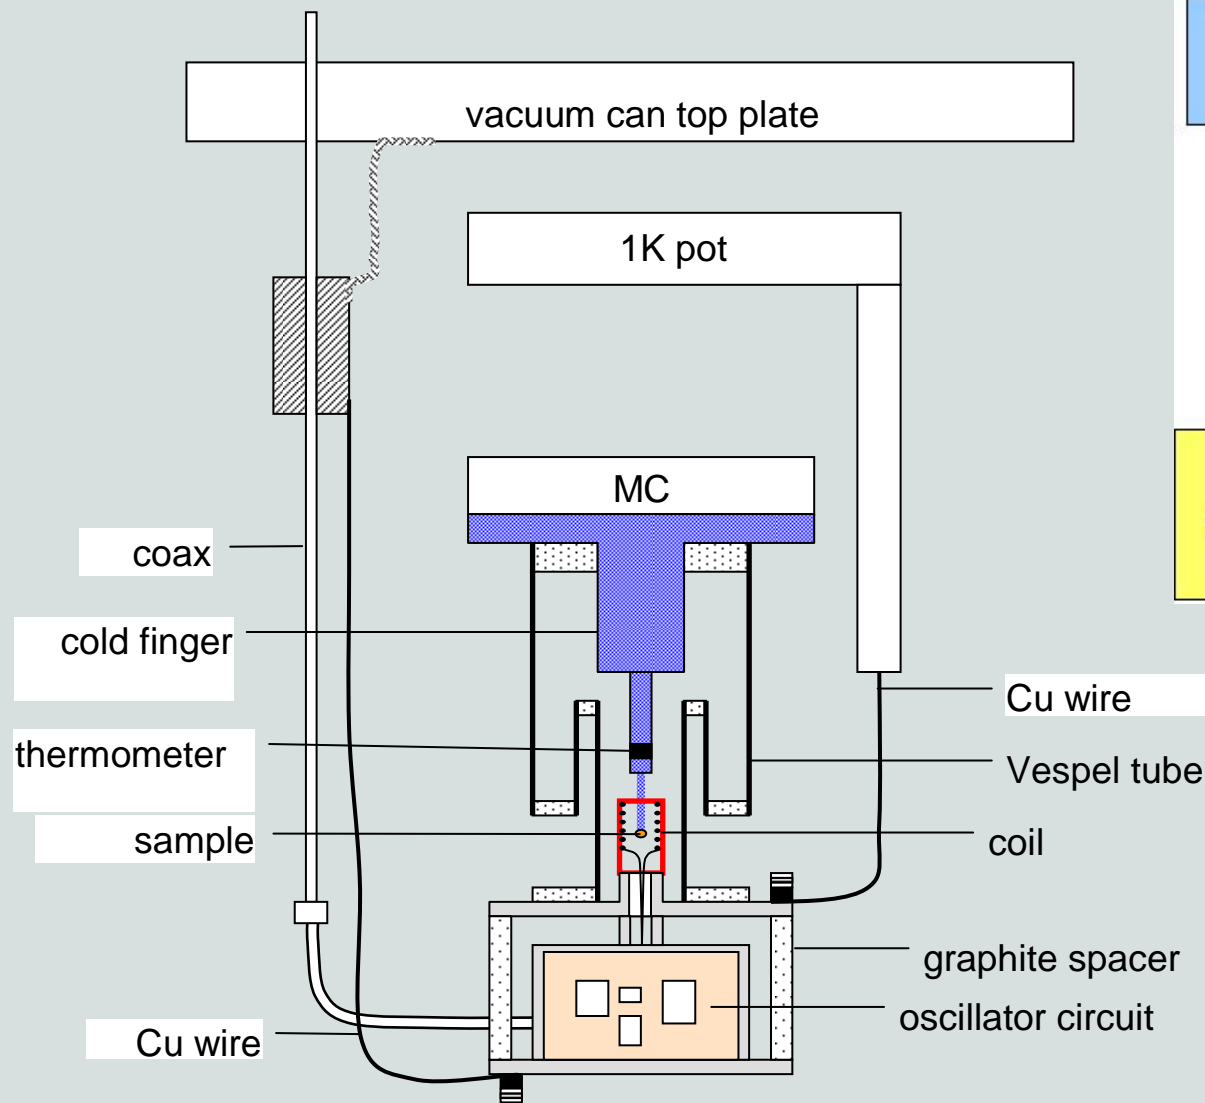 vacuum can top plate
1K pot
MC
coax
cold finger
Cu wire
thermometer
Vespel tube
sample
coil
graphite spacer
oscillator circuit
Cu wire